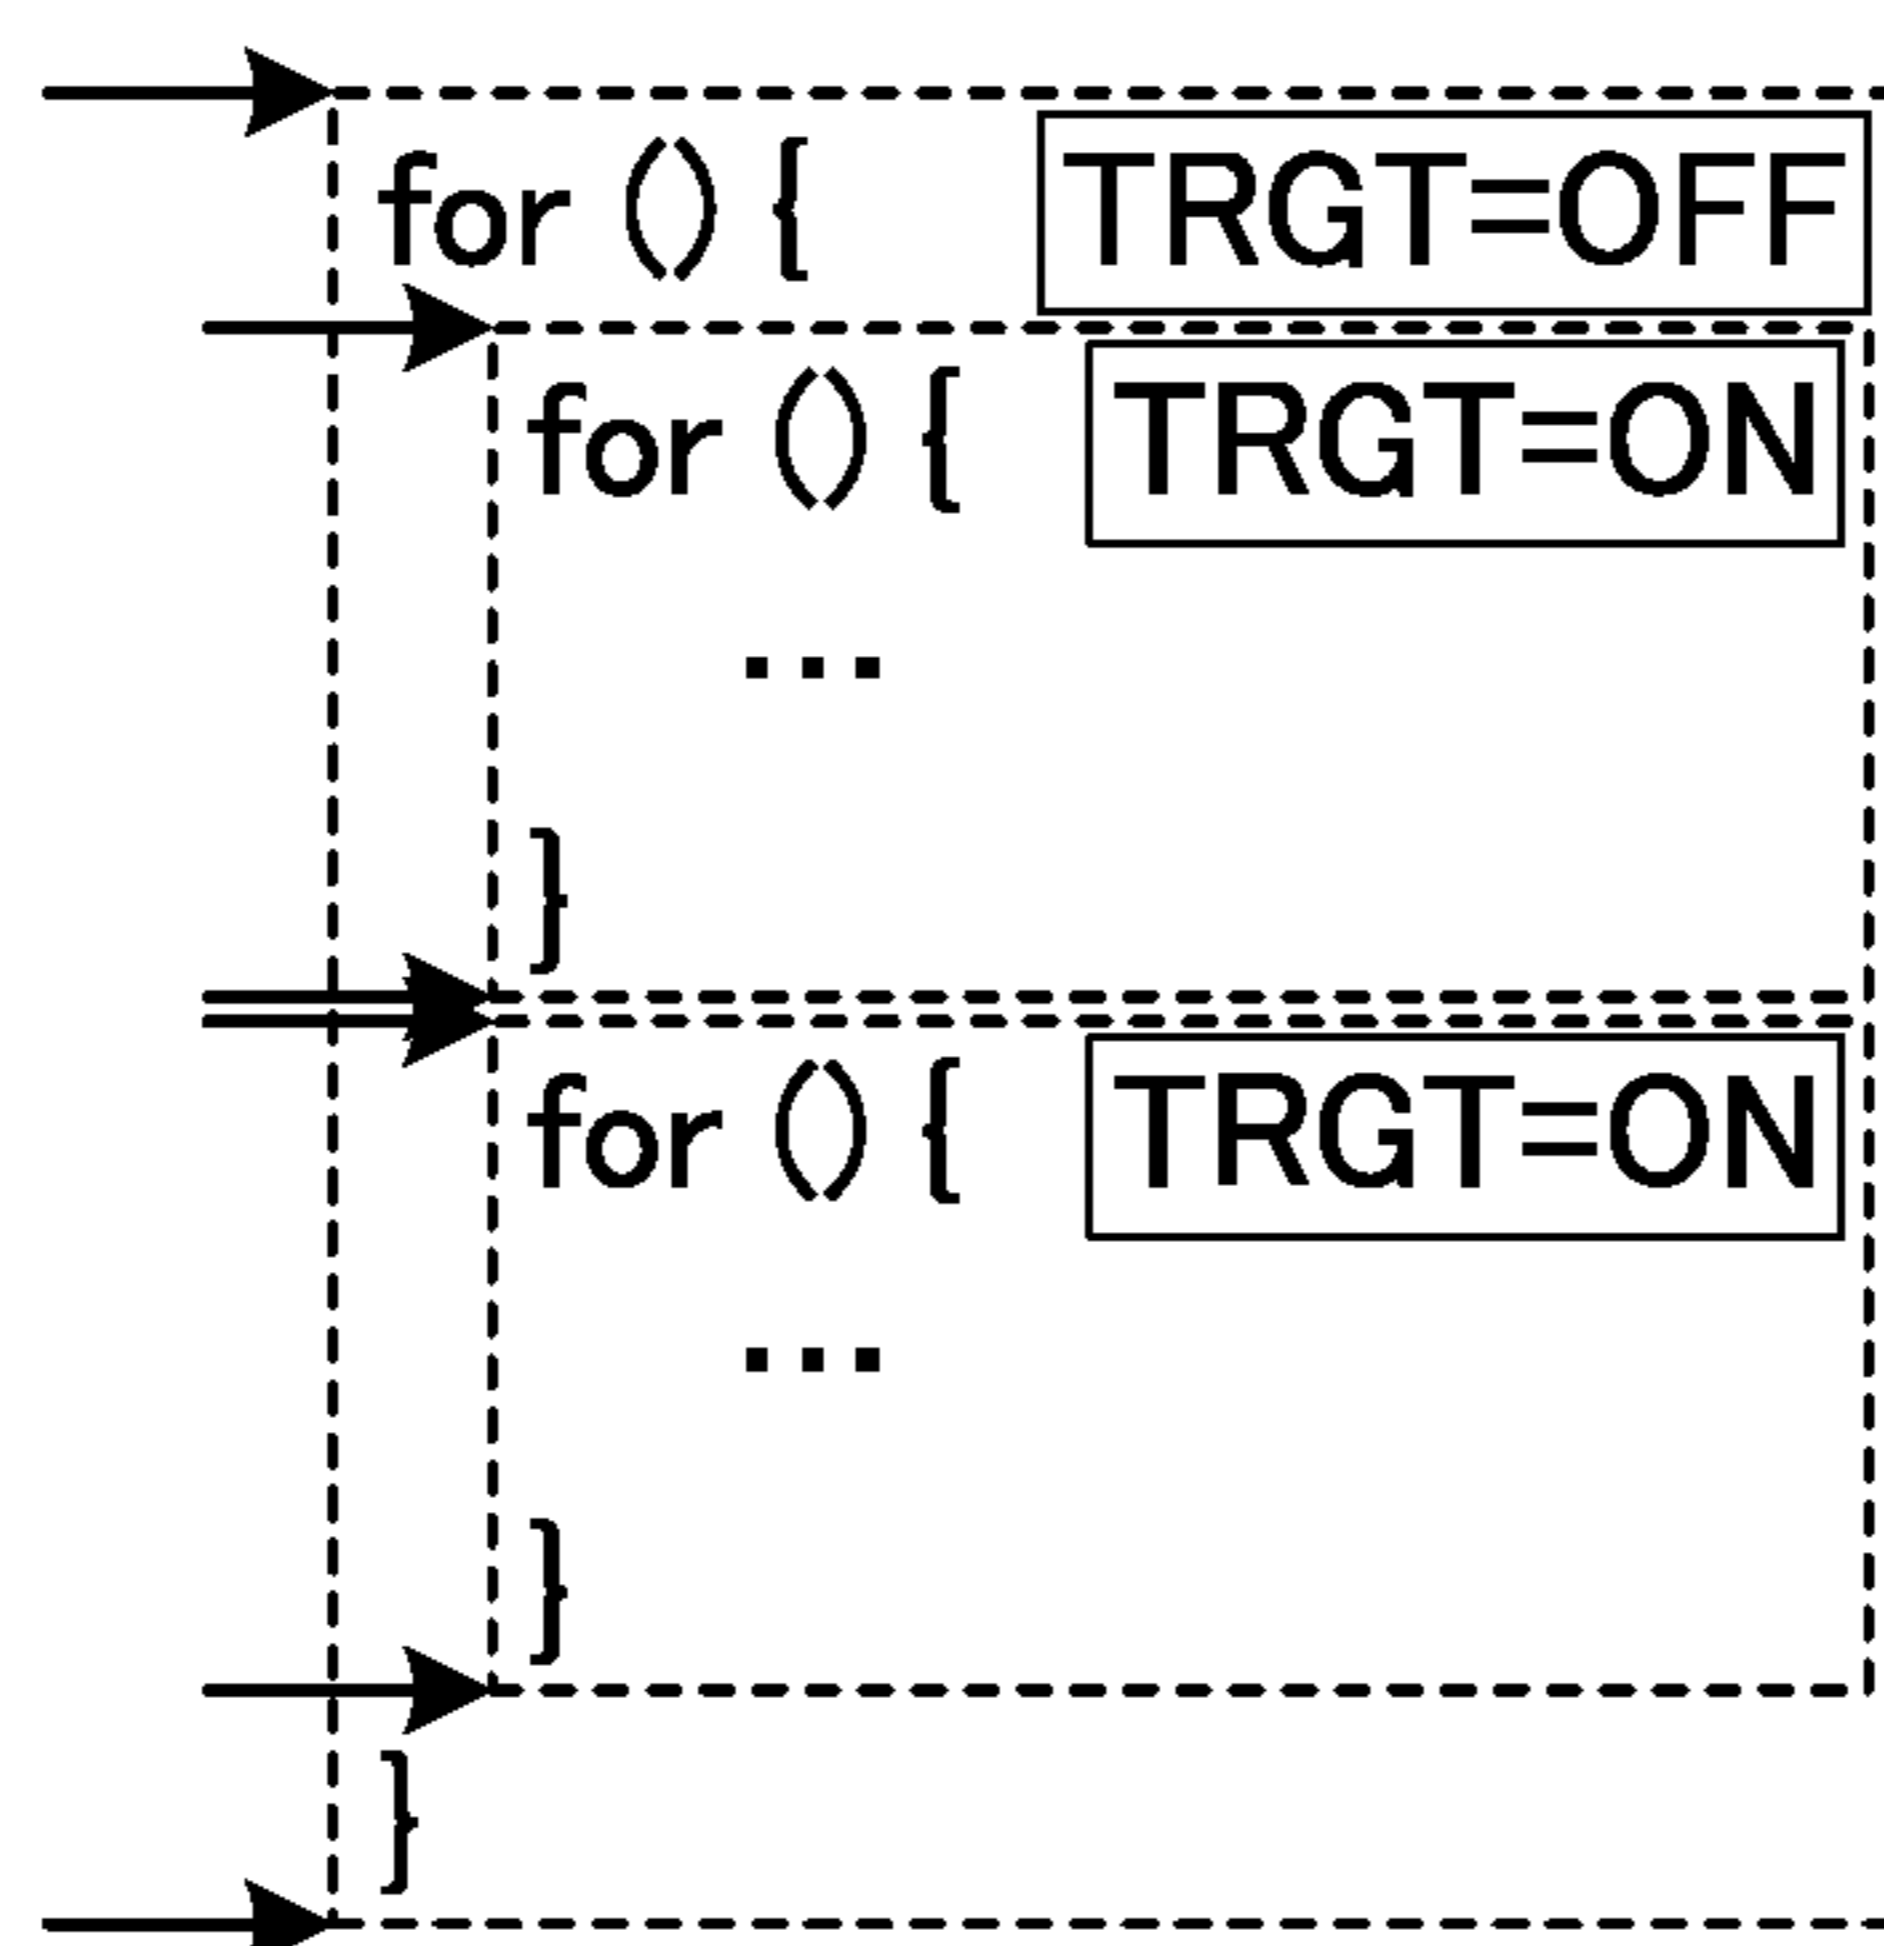 for () { TRGT=OFF
for () { TRGT=ON
...
}
for () { TRGT=ON
...
}
}